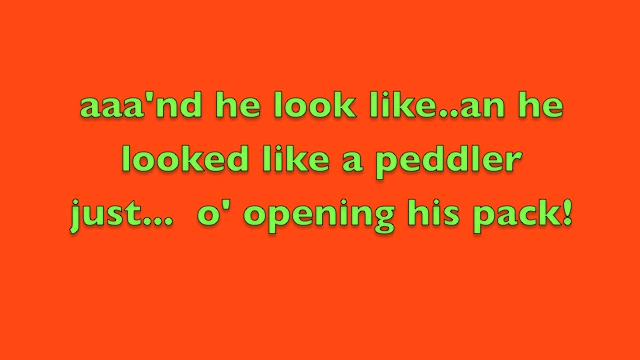 aaa'nd he look like..an he
looked like a peddler
just...  o' opening his pack!